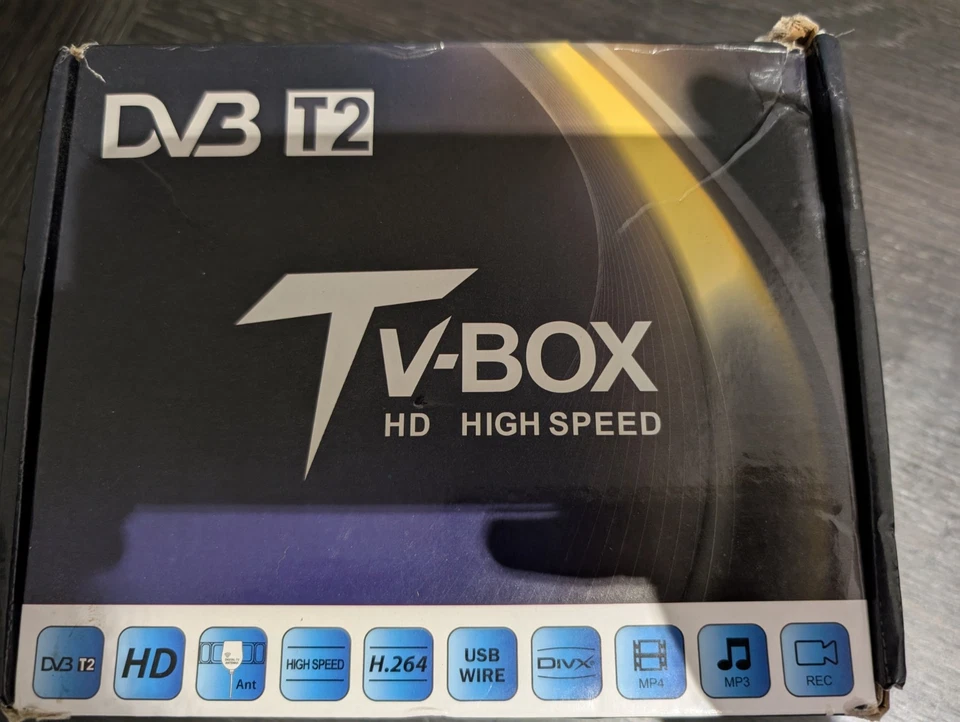 DVB T2
TV-BOX
HD HIGH SPEED
DVB T2
HD
Ant
HIGH SPEED
H.264
USB
WIRE
DIVX
MP4
MP3
REC